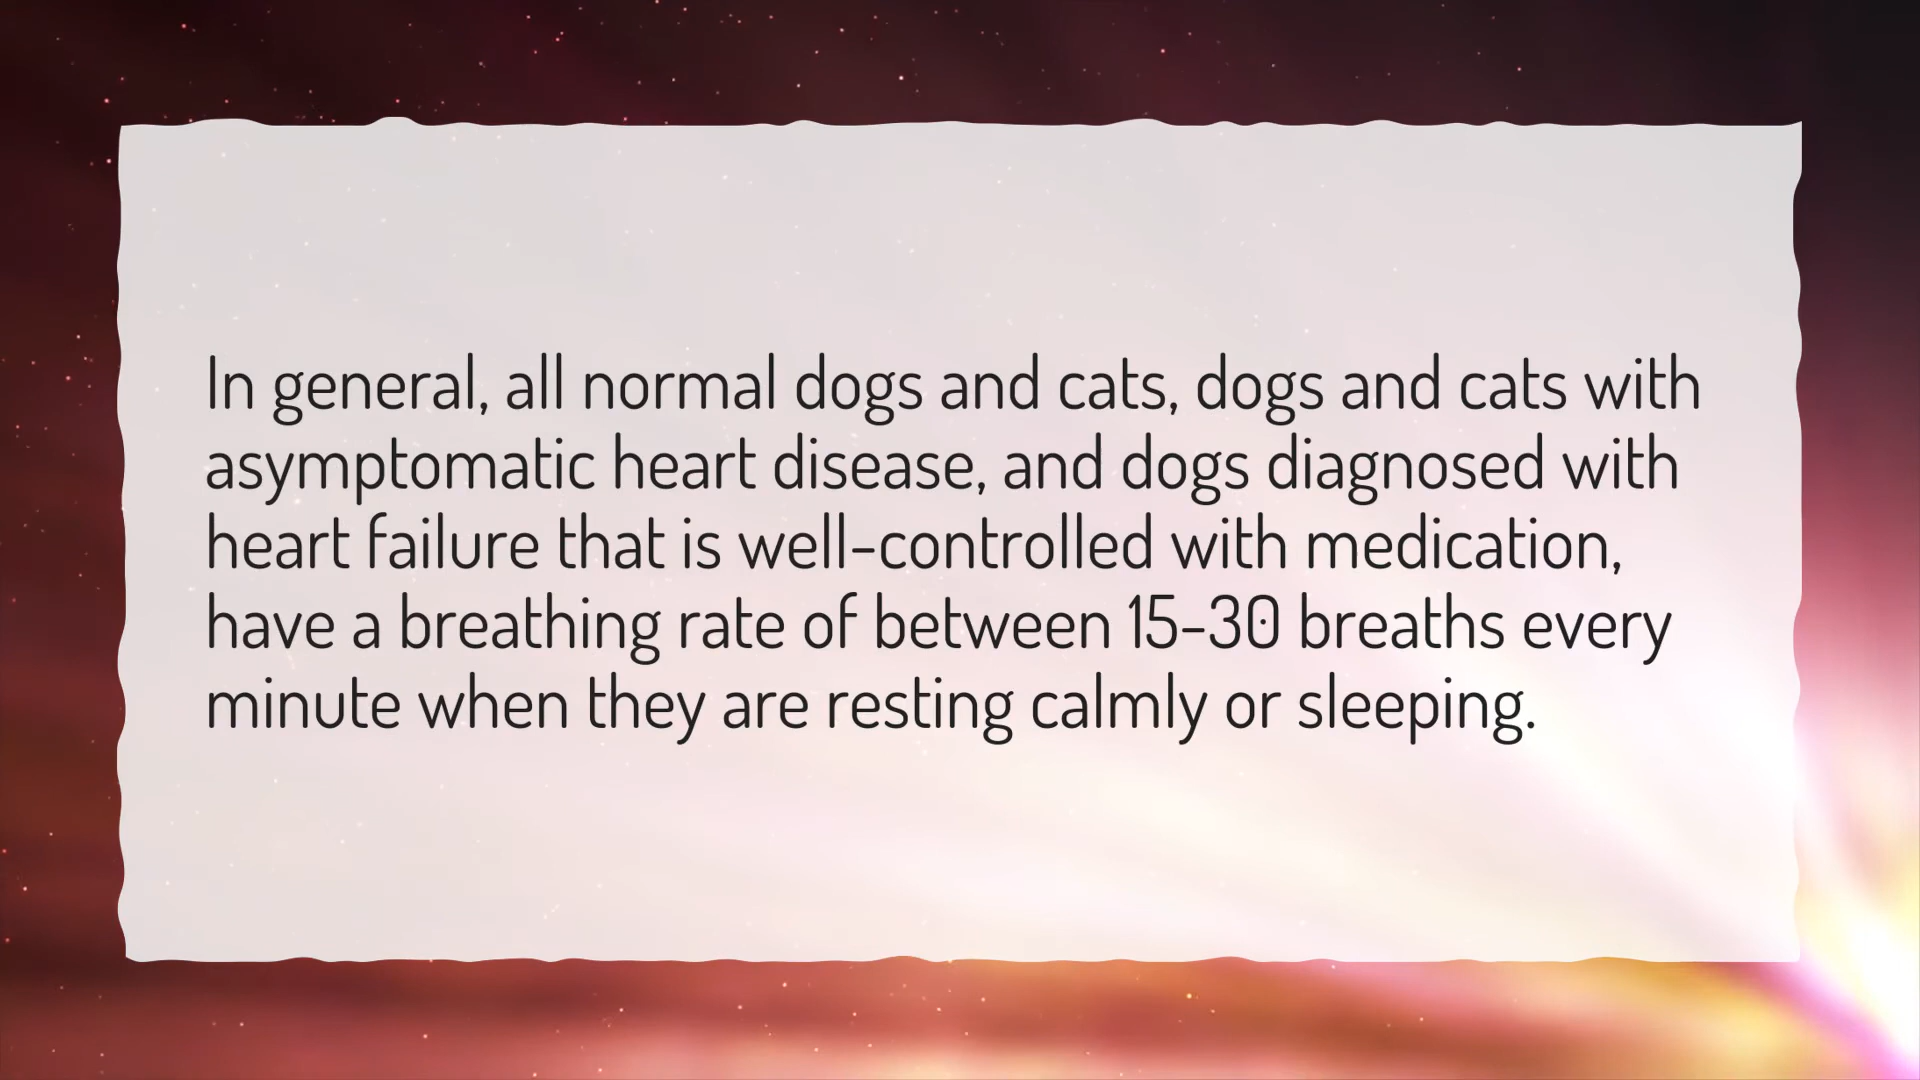 In general, all normal dogs and cats, dogs and cats with
asymptomatic heart disease, and dogs diagnosed with
heart failure that is well-controlled with medication,
have a breathing rate of between 15-30 breaths every
minute when they are resting calmly or sleeping.